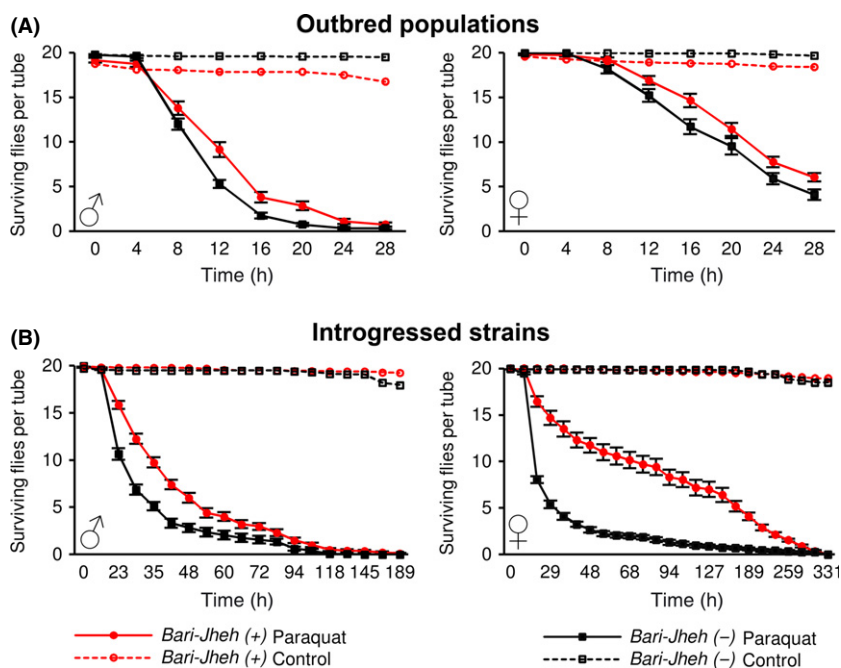 (A) Outbred populations
Surviving flies per tube
20
15
10
5
0
♂
0 4 8 12 16 20 24 28
Time (h)
Surviving flies per tube
20
15
10
5
0
♀
0 4 8 12 16 20 24 28
Time (h)
(B) Introgressed strains
Surviving flies per tube
20
15
10
5
0
♂
23 35 48 60 72 94 118 145 189
Time (h)
Surviving flies per tube
20
15
10
5
0
♀
0 29 48 68 94 127 189 259 331
Time (h)
Bari-Jheh (+) Paraquat
Bari-Jheh (+) Control
Bari-Jheh (–) Paraquat
Bari-Jheh (–) Control